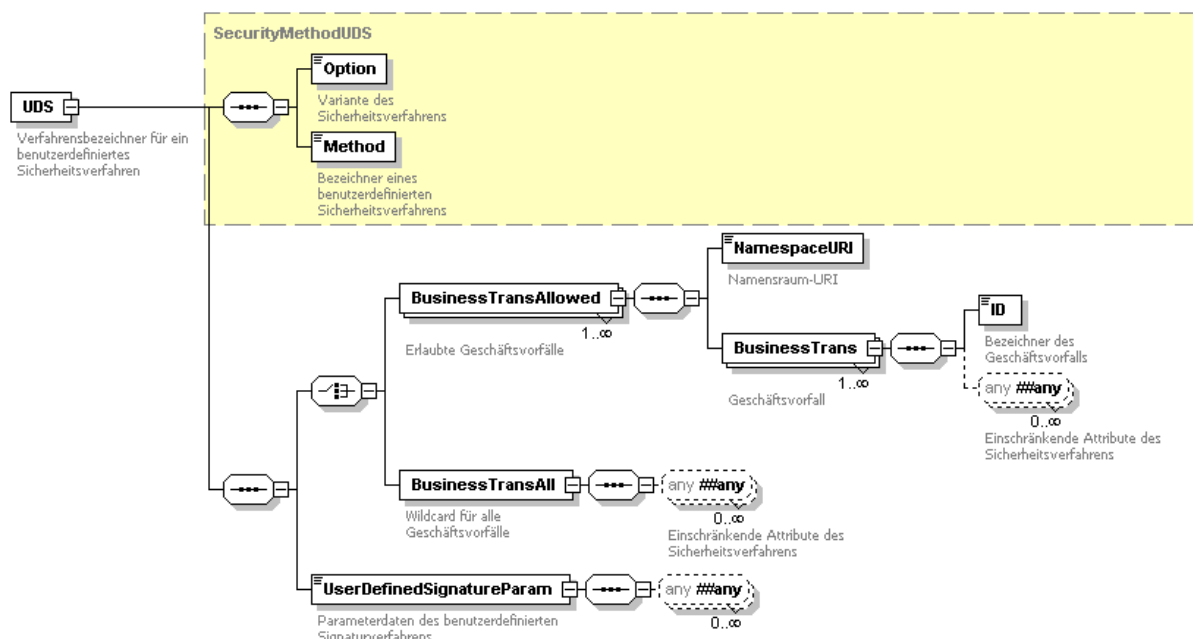 SecurityMethodUDS
Option
Variante des
Sicherheitsverfahrens
UDS
Verfahrensbezeichner für ein
benutzerdefiniertes
Sicherheitsverfahren
Method
Bezeichner eines
benutzerdefinierten
Sicherheitsverfahrens
NamespaceURI
Namensraum-URI
BusinessTransAllowed
1..∞
Erlaubte Geschäftsvorfälle
BusinessTrans
1..∞
Geschäftsvorfall
ID
Bezeichner des
Geschäftsvorfalls
any ##any
0..∞
Einschränkende Attribute des
Sicherheitsverfahrens
BusinessTransAll
Wildcard für alle
Geschäftsvorfälle
any ##any
0..∞
Einschränkende Attribute des
Sicherheitsverfahrens
UserDefinedSignatureParam
Parameterdaten des benutzerdefinierten
Signaturverfahrens
any ##any
0..∞